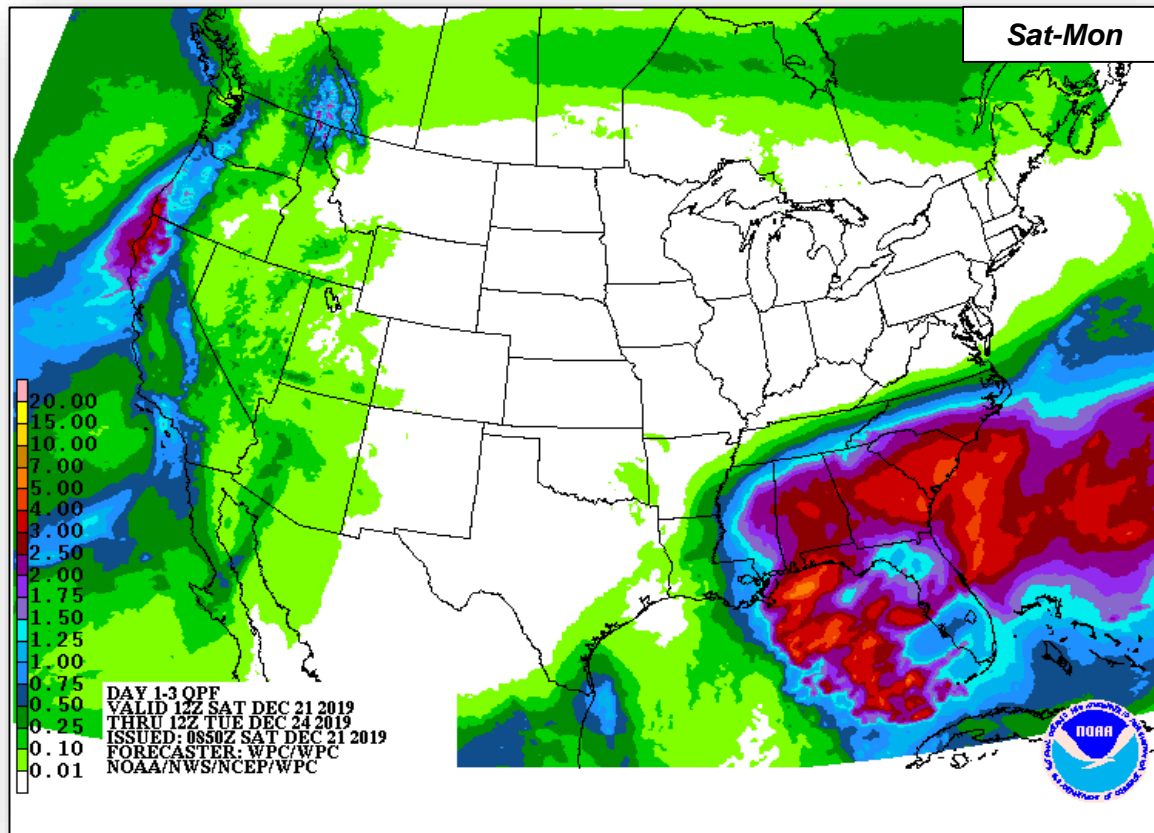 Sat-Mon
20.00
15.00
10.00
7.00
5.00
4.00
3.00
2.50
2.00
1.75
1.50
1.25
1.00
0.75
0.50
0.25
0.10
0.01
DAY 1-3 QPF
VALID 12Z SAT DEC 21 2019
THRU 12Z TUE DEC 24 2019
ISSUED: 0850Z SAT DEC 21 2019
FORECASTER: WPC/WPC
NOAA/NWS/NCEP/WPC
NOAA